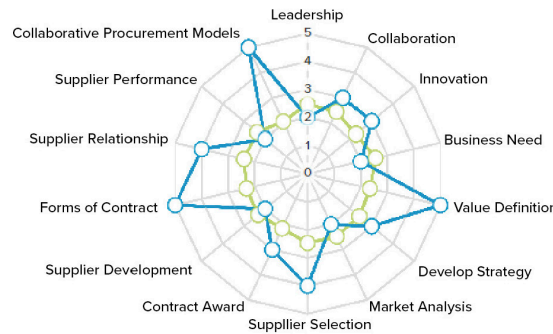 Leadership
Collaboration
Innovation
Business Need
Value Definition
Develop Strategy
Market Analysis
Suppllier Selection
Contract Award
Supplier Development
Forms of Contract
Supplier Relationship
Supplier Performance
Collaborative Procurement Models
5
4
3
2
1
0